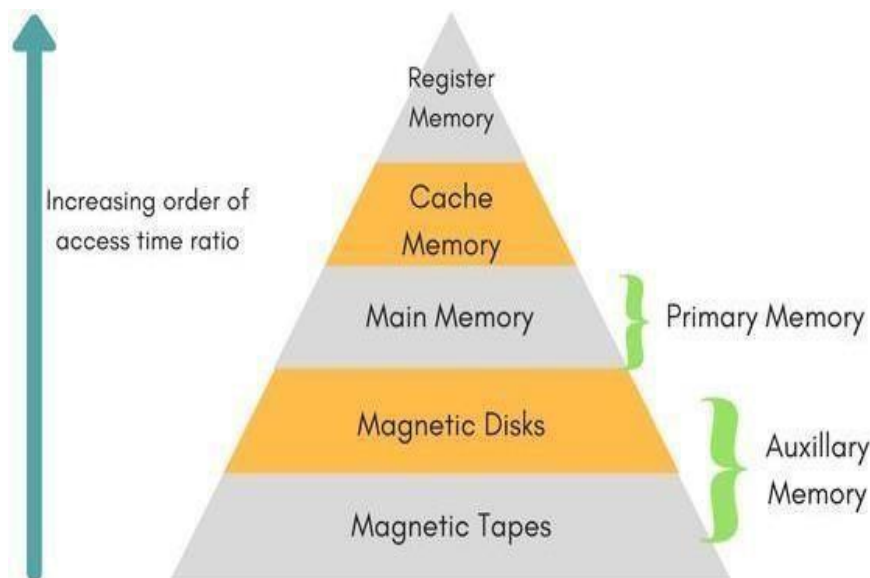 Register
Memory
Increasing order of
access time ratio
Cache
Memory
Main Memory
Primary Memory
Magnetic Disks
Auxillary
Memory
Magnetic Tapes